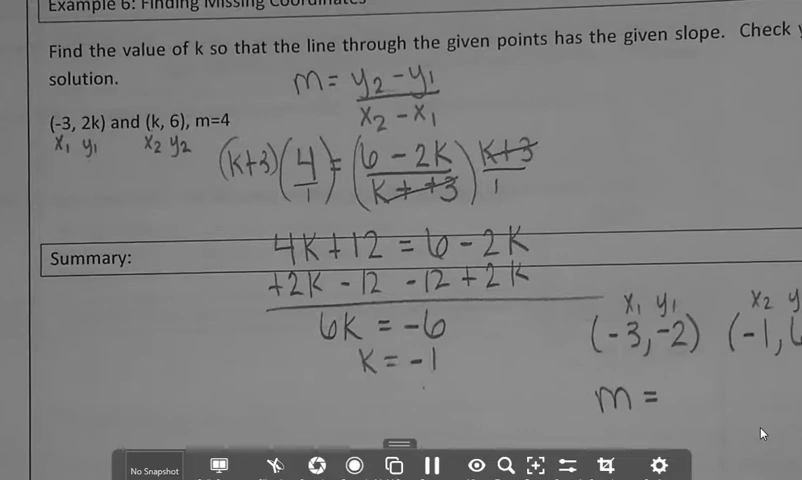 Example 6: Finding Missing Coordinates
Find the value of k so that the line through the given points has the given slope. Check
solution.
m = y₂ - y₁ / x₂ - x₁
(-3, 2k) and (k, 6), m=4
x₁ y₁ x₂ y₂
(k+3)(4/1) = (6 - 2k / k + +3) k+3/1
4k + 12 = 6 - 2k
Summary:
+2k - 12 -12 + 2k
6k = -6
k = -1
x₁ y₁ x₂ y
(-3, -2) (-1, 6
m =
No Snapshot